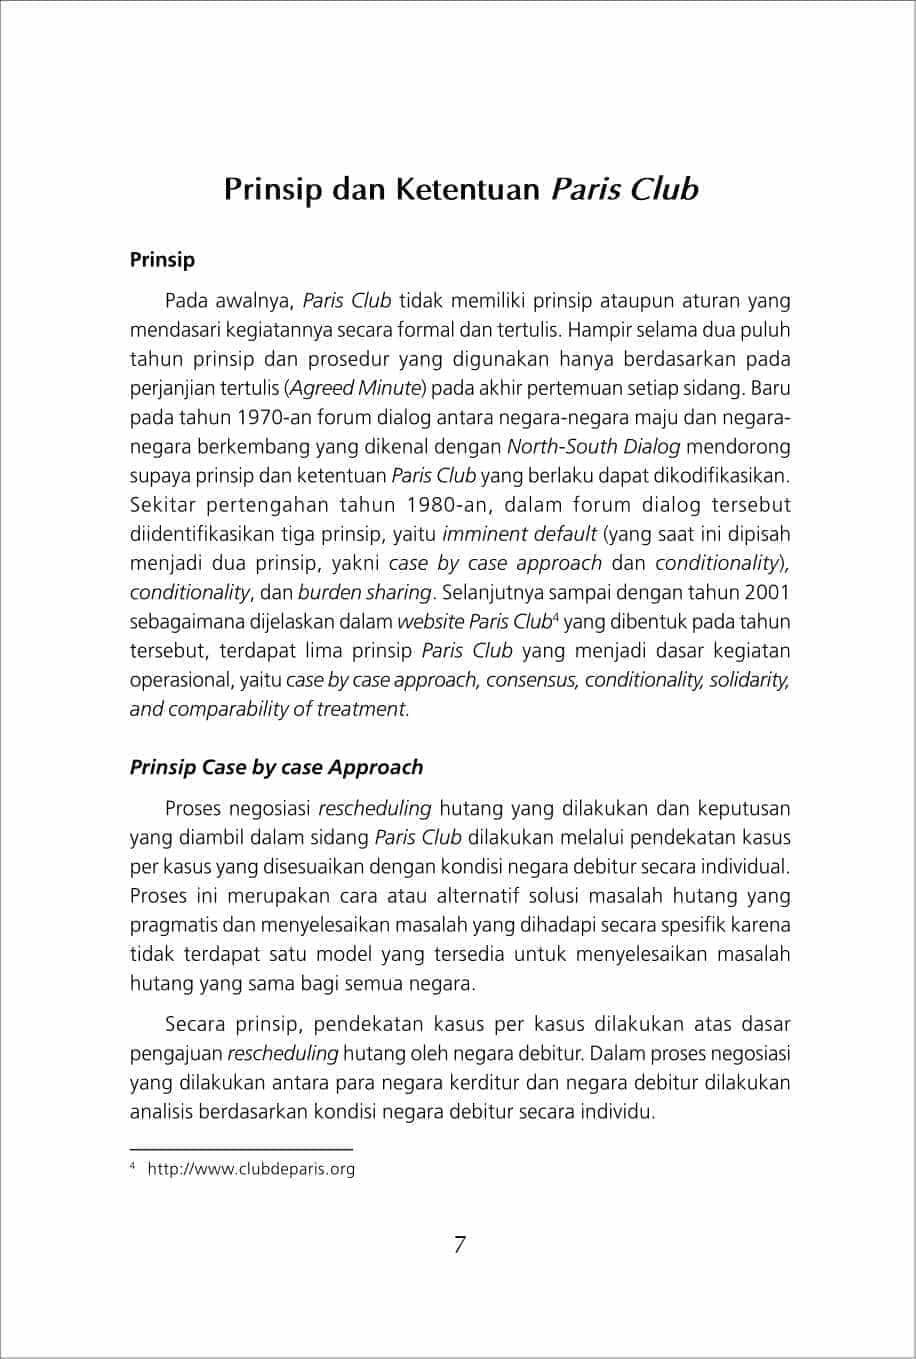 Prinsip dan Ketentuan Paris Club
Prinsip
Pada awalnya, Paris Club tidak memiliki prinsip ataupun aturan yang
mendasari kegiatannya secara formal dan tertulis. Hampir selama dua puluh
tahun prinsip dan prosedur yang digunakan hanya berdasarkan pada
perjanjian tertulis (Agreed Minute) pada akhir pertemuan setiap sidang. Baru
pada tahun 1970-an forum dialog antara negara-negara maju dan negara-
negara berkembang yang dikenal dengan North-South Dialog mendorong
supaya prinsip dan ketentuan Paris Club yang berlaku dapat dikodifikasikan.
Sekitar pertengahan tahun 1980-an, dalam forum dialog tersebut
diidentifikasikan tiga prinsip, yaitu imminent default (yang saat ini dipisah
menjadi dua prinsip, yakni case by case approach dan conditionality),
conditionality, dan burden sharing. Selanjutnya sampai dengan tahun 2001
sebagaimana dijelaskan dalam website Paris Club⁴ yang dibentuk pada tahun
tersebut, terdapat lima prinsip Paris Club yang menjadi dasar kegiatan
operasional, yaitu case by case approach, consensus, conditionality, solidarity,
and comparability of treatment.
Prinsip Case by case Approach
Proses negosiasi rescheduling hutang yang dilakukan dan keputusan
yang diambil dalam sidang Paris Club dilakukan melalui pendekatan kasus
per kasus yang disesuaikan dengan kondisi negara debitur secara individual.
Proses ini merupakan cara atau alternatif solusi masalah hutang yang
pragmatis dan menyelesaikan masalah yang dihadapi secara spesifik karena
tidak terdapat satu model yang tersedia untuk menyelesaikan masalah
hutang yang sama bagi semua negara.
Secara prinsip, pendekatan kasus per kasus dilakukan atas dasar
pengajuan rescheduling hutang oleh negara debitur. Dalam proses negosiasi
yang dilakukan antara para negara kerditur dan negara debitur dilakukan
analisis berdasarkan kondisi negara debitur secara individu.
⁴ http://www.clubdeparis.org
7